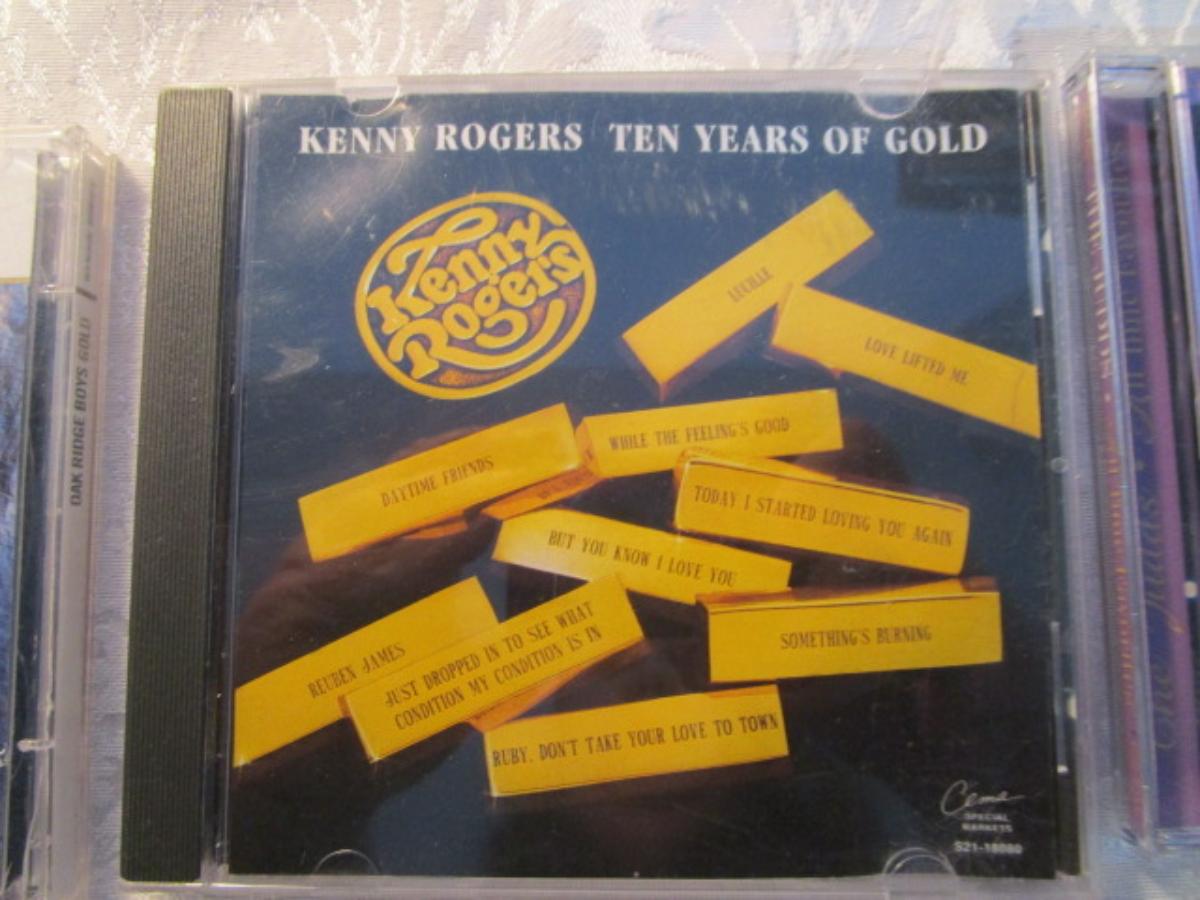 KENNY ROGERS TEN YEARS OF GOLD
Kenny
Rogers
LUCILLE
LOVE LIFTED ME
WHILE THE FEELING'S GOOD
DAYTIME FRIENDS
TODAY I STARTED LOVING YOU AGAIN
BUT YOU KNOW I LOVE YOU
SOMETHING'S BURNING
REUBEN JAMES
JUST DROPPED IN TO SEE WHAT
CONDITION MY CONDITION IS IN
RUBY, DON'T TAKE YOUR LOVE TO TOWN
Cema
SPECIAL
MARKETS
OAK RIDGE BOYS GOLD